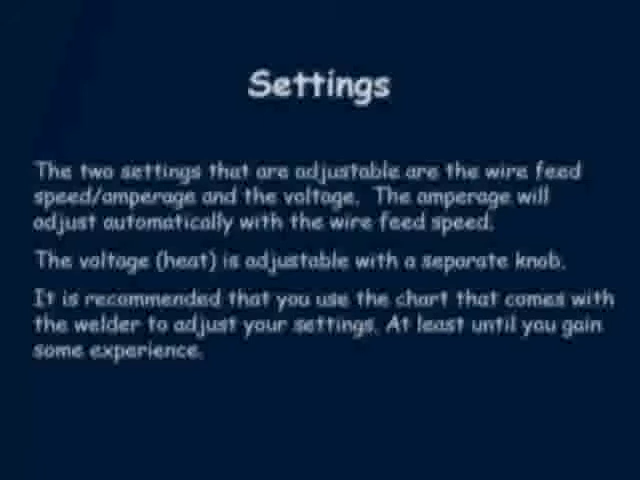 Settings
The two settings that are adjustable are the wire feed
speed/amperage and the voltage. The amperage will
adjust automatically with the wire feed speed.
The voltage (heat) is adjustable with a separate knob.
It is recommended that you use the chart that comes with
the welder to adjust your settings. At least until you gain
some experience.